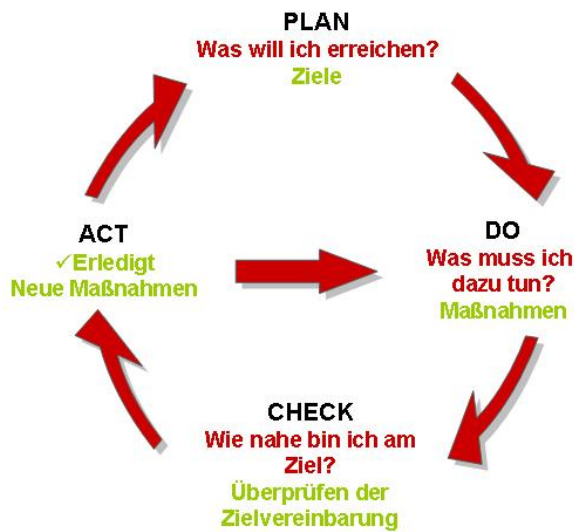 PLAN
Was will ich erreichen?
Ziele
ACT
✓Erledigt
Neue Maßnahmen
DO
Was muss ich
dazu tun?
Maßnahmen
CHECK
Wie nahe bin ich am
Ziel?
Überprüfen der
Zielvereinbarung